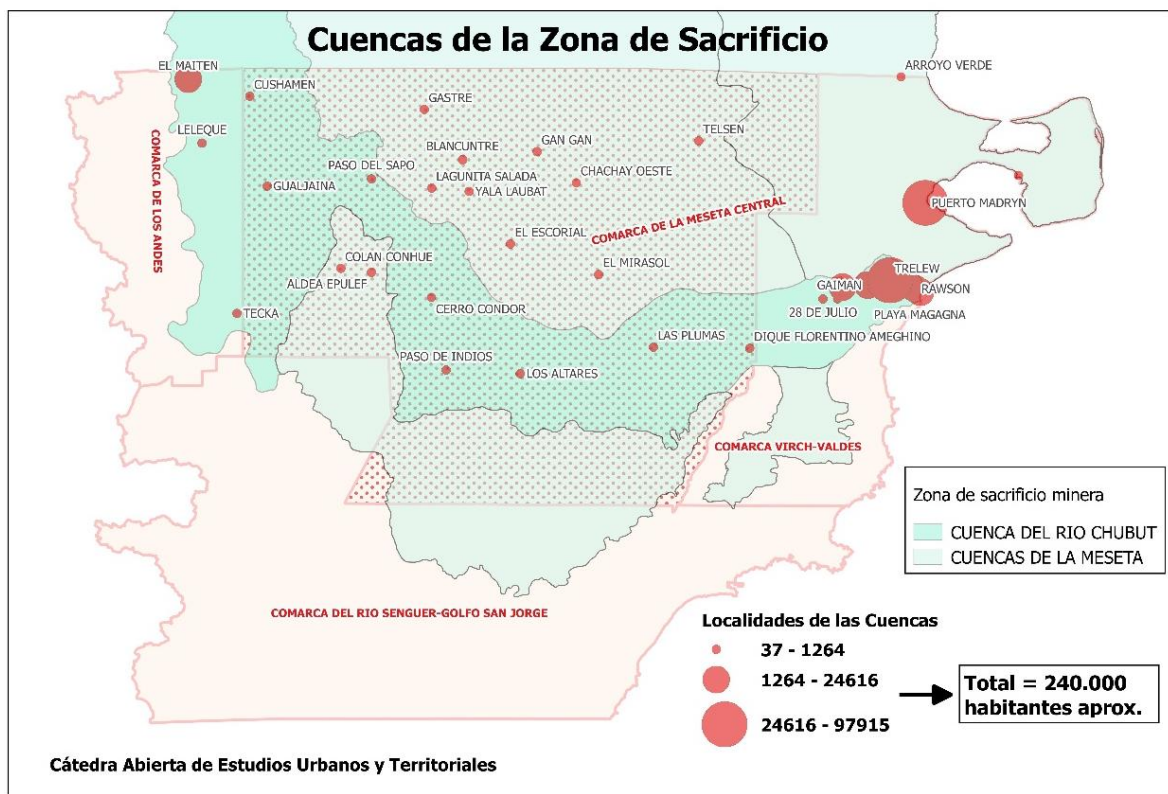 Cuencas de la Zona de Sacrificio
EL MAITEN
ARROYO VERDE
CUSHAMEN
GASTRE
LELEQUE
TELSEN
GAN GAN
BLANCUNTRE
PASO DEL SAPO
CHACHAY OESTE
LAGUNITA SALADA
GUALJAINA
YALA LAUBAT
COMARCA DE LOS ANDES
PUERTO MADRYN
COMARCA DE LA MESETA CENTRAL
EL ESCORIAL
COLAN CONHUE
EL MIRASOL
TRELEW
ALDEA EPULEF
GAIMAN
RAWSON
CERRO CONDOR
28 DE JULIO
PLAYA MAGAGNA
TECKA
LAS PLUMAS
DIQUE FLORENTINO AMEGHINO
PASO DE INDIOS
LOS ALTARES
COMARCA VIRCH-VALDES
Zona de sacrificio minera
CUENCA DEL RIO CHUBUT
CUENCAS DE LA MESETA
COMARCA DEL RIO SENGUER-GOLFO SAN JORGE
Localidades de las Cuencas
37 - 1264
1264 - 24616
24616 - 97915
Total = 240.000
habitantes aprox.
Cátedra Abierta de Estudios Urbanos y Territoriales